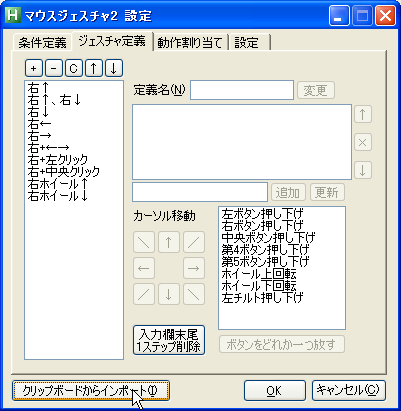 H マウスジェスチャ2 設定
条件定義 ジェスチャ定義 動作割り当て 設定
+ - C ↑ ↓
右↑
右↑、右↓
右↓
右←
右→
右+←→
右+左クリック
右+中央クリック
右ホイール↑
右ホイール↓
定義名(N) 変更
↑
×
↓
追加 更新
カーソル移動
＼ ↑ ／
← →
／ ↓ ＼
入力欄末尾
1ステップ削除
左ボタン押し下げ
右ボタン押し下げ
中央ボタン押し下げ
第4ボタン押し下げ
第5ボタン押し下げ
ホイール上回転
ホイール下回転
左チルト押し下げ
ボタンをどれか一つ放す
クリップボードからインポート(I) OK キャンセル(C)